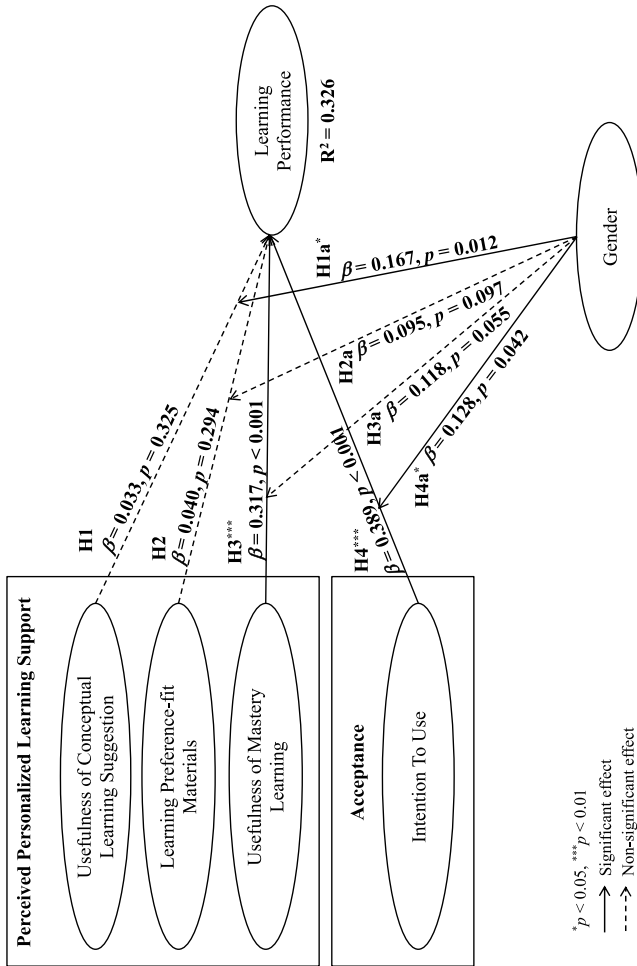 Perceived Personalized Learning Support
Usefulness of Conceptual
Learning Suggestion
Learning Preference-fit
Materials
Usefulness of Mastery
Learning
Acceptance
Intention To Use
H1
β = 0.033, p = 0.325
H2
β = 0.040, p = 0.294
H3***
β = 0.317, p < 0.001
H4***
β = 0.389, p < 0.001
Learning
Performance
R² = 0.326
H1a*
β = 0.167, p = 0.012
H2a
β = 0.095, p = 0.097
H3a
β = 0.118, p = 0.055
H4a*
β = 0.128, p = 0.042
Gender
*p < 0.05, ***p < 0.01
Significant effect
Non-significant effect